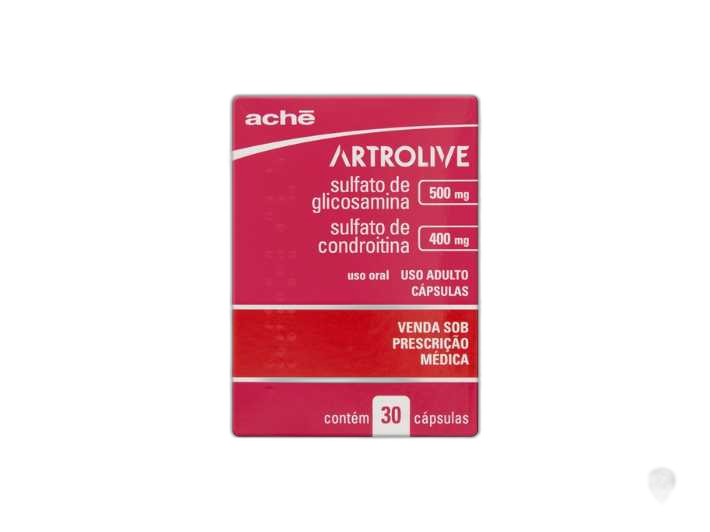 achē
ARTROLIVE
sulfato de
glicosamina
500 mg
sulfato de
condroitina
400 mg
uso oral USO ADULTO
CÁPSULAS
VENDA SOB
PRESCRIÇÃO
MÉDICA
contém 30 cápsulas